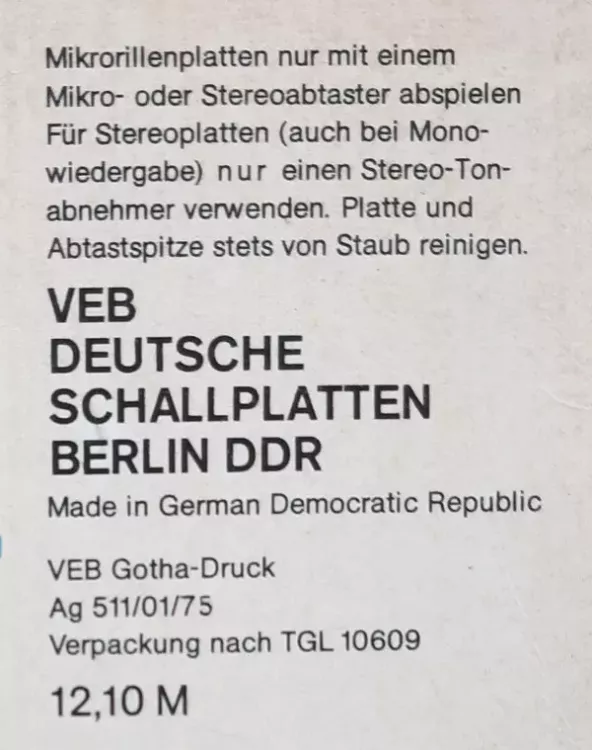 Mikrorillenplatten nur mit einem
Mikro- oder Stereoabtaster abspielen
Für Stereoplatten (auch bei Mono-
wiedergabe) nur einen Stereo-Ton-
abnehmer verwenden. Platte und
Abtastspitze stets von Staub reinigen.
VEB
DEUTSCHE
SCHALLPLATTEN
BERLIN DDR
Made in German Democratic Republic
VEB Gotha-Druck
Ag 511/01/75
Verpackung nach TGL 10609
12,10 M